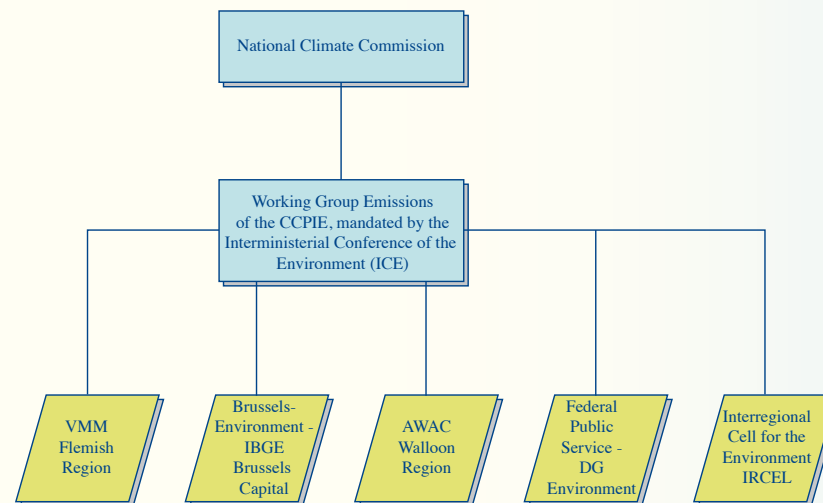 National Climate Commission
Working Group Emissions
of the CCPIE, mandated by the
Interministerial Conference of the
Environment (ICE)
VMM
Flemish
Region
Brussels-
Environment -
IBGE
Brussels
Capital
AWAC
Walloon
Region
Federal
Public
Service -
DG
Environment
Interregional
Cell for the
Environment
IRCEL